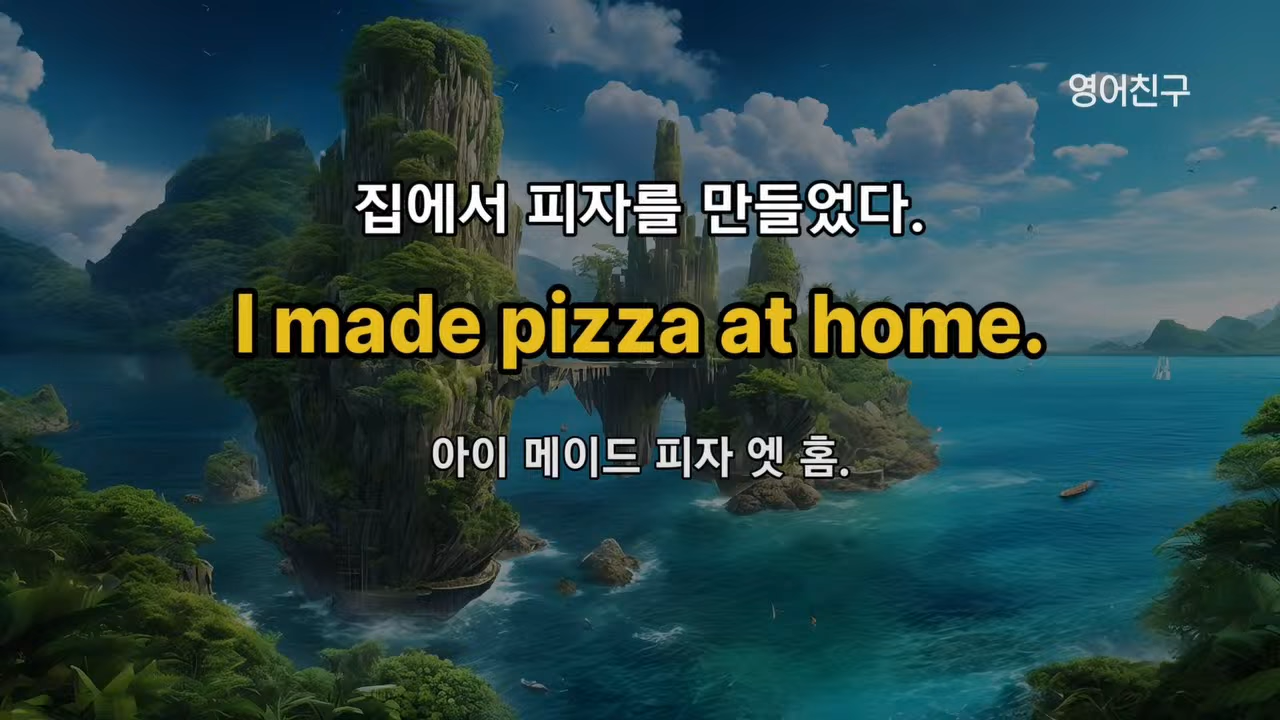 영어친구
집에서 피자를 만들었다.
I made pizza at home.
아이 메이드 피자 엣 홈.